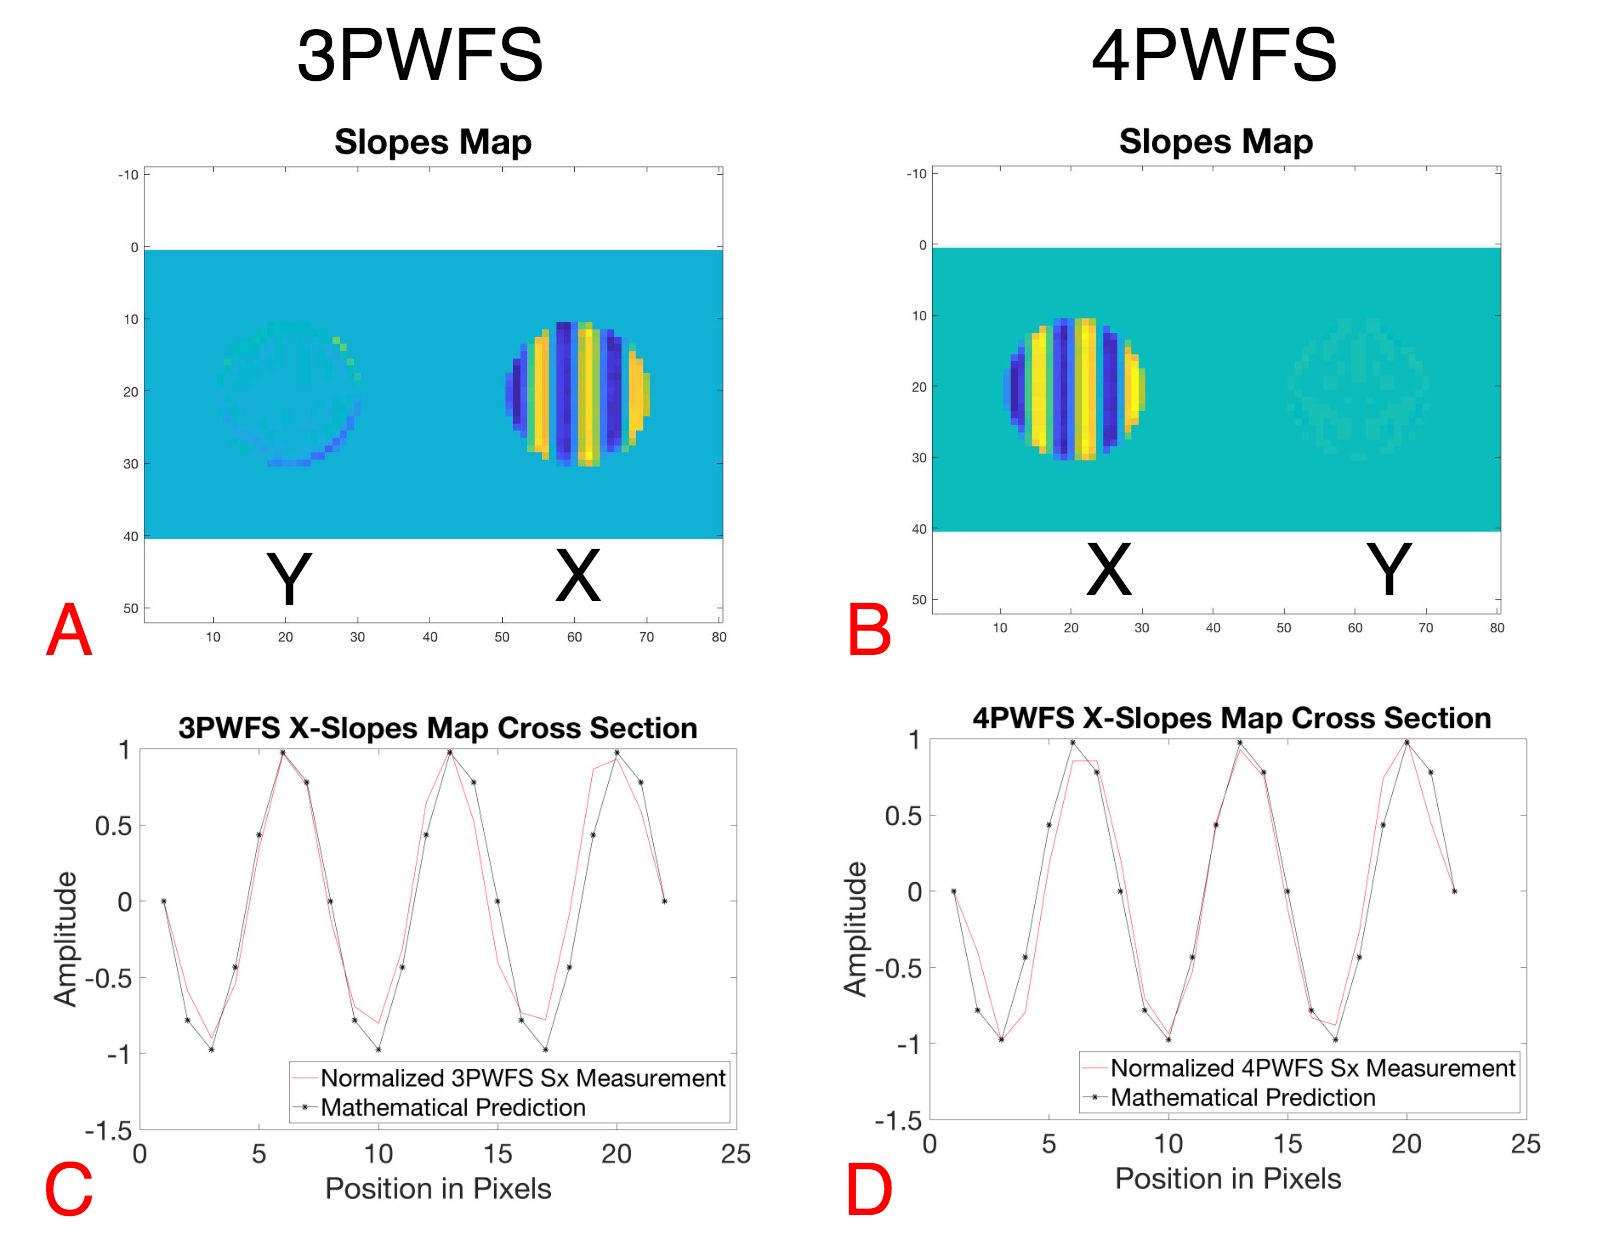 3PWFS
4PWFS
Slopes Map
-10
0
10
20
30
40
50
10 20 30 40 50 60 70 80
Y X
A
Slopes Map
-10
0
10
20
30
40
50
10 20 30 40 50 60 70 80
X Y
B
3PWFS X-Slopes Map Cross Section
1
0.5
0
-0.5
-1
-1.5
0 5 10 15 20 25
Amplitude
Position in Pixels
Normalized 3PWFS Sx Measurement
Mathematical Prediction
C
4PWFS X-Slopes Map Cross Section
1
0.5
0
-0.5
-1
-1.5
0 5 10 15 20 25
Amplitude
Position in Pixels
Normalized 4PWFS Sx Measurement
Mathematical Prediction
D